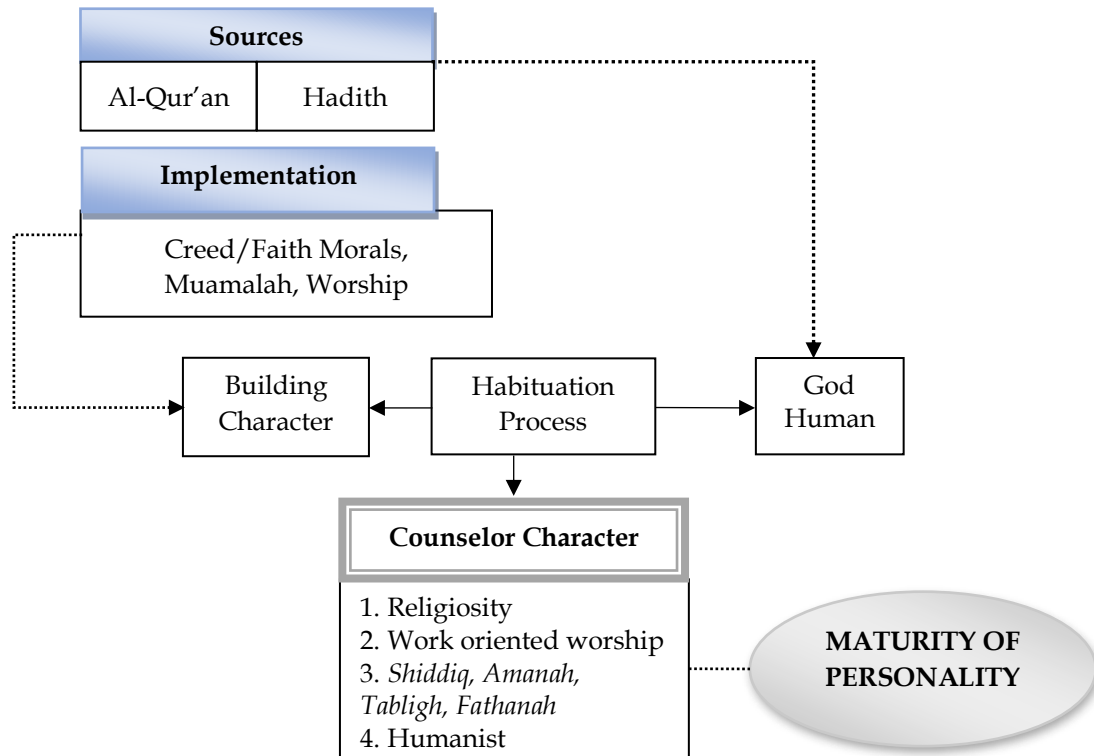 Sources
Al-Qur’an
Hadith
Implementation
Creed/Faith Morals,
Muamalah, Worship
Building
Character
Habituation
Process
God
Human
Counselor Character
1. Religiosity
2. Work oriented worship
3. Shiddiq, Amanah,
Tabligh, Fathanah
4. Humanist
MATURITY OF
PERSONALITY